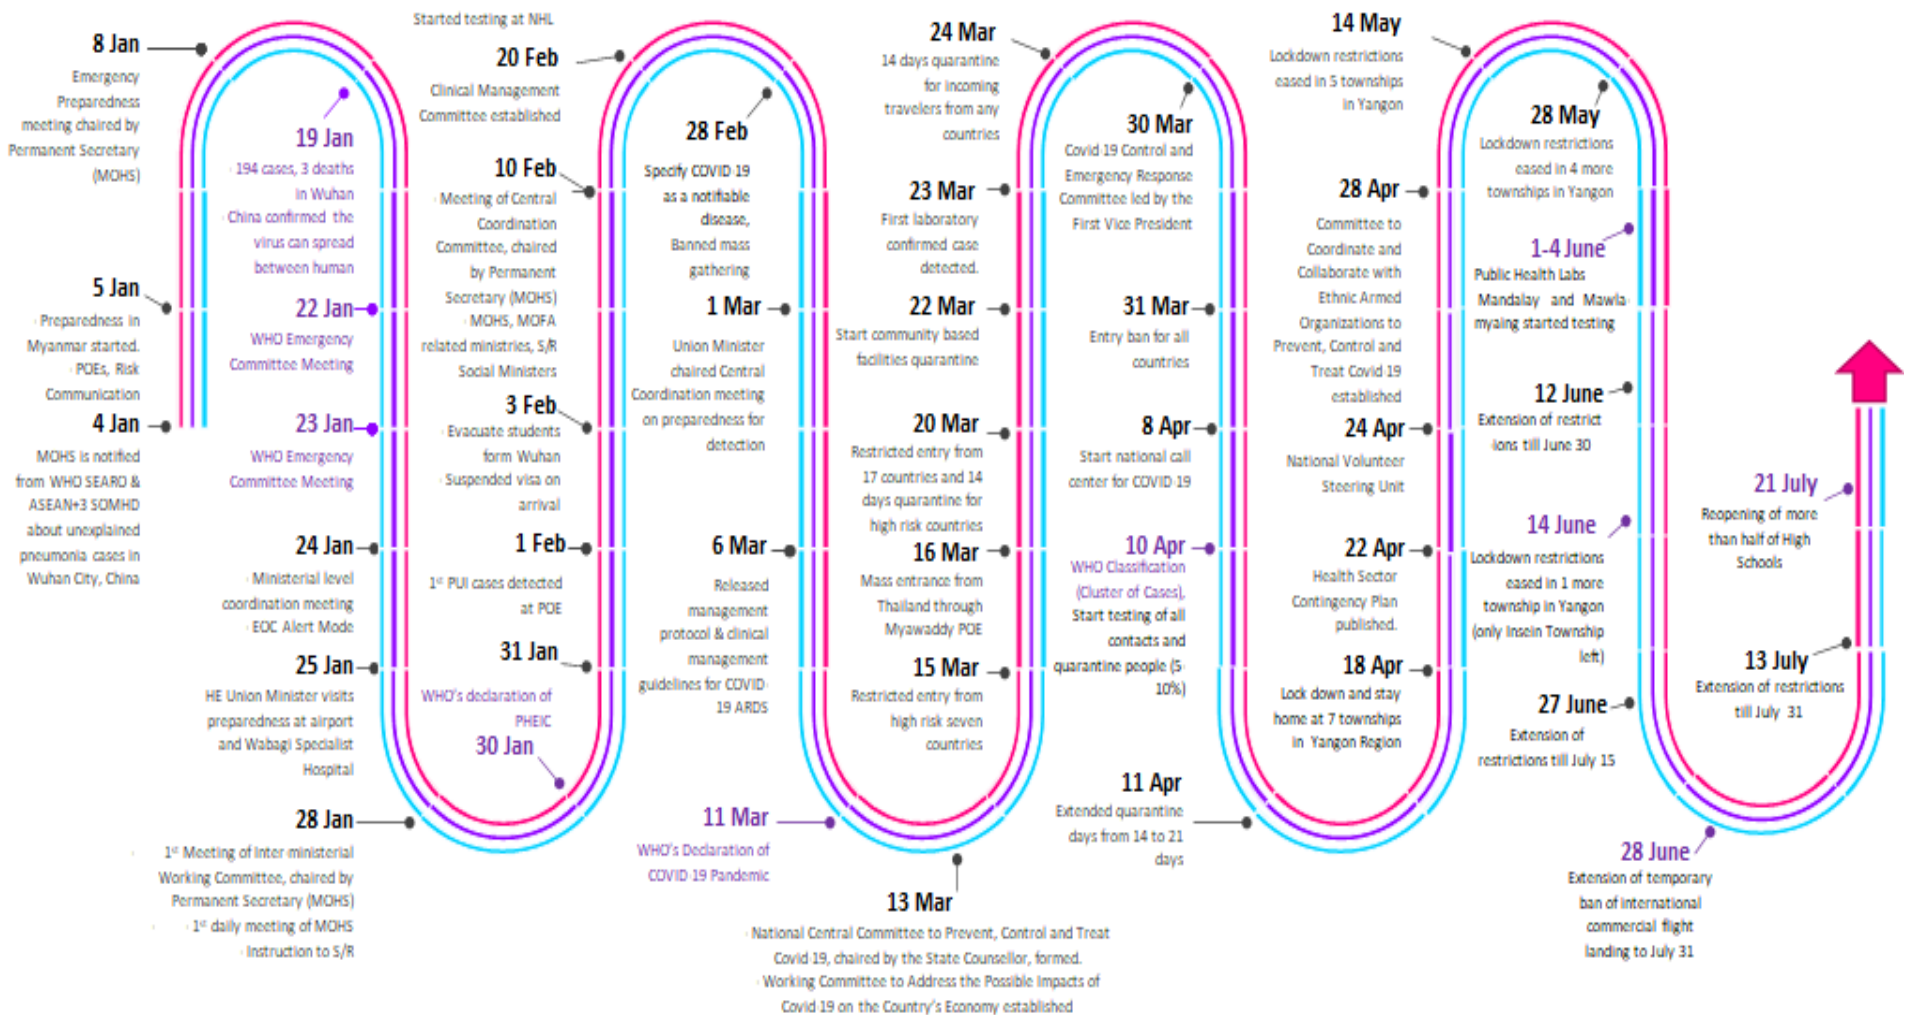 8 Jan
Emergency
Preparedness
meeting chaired by
Permanent Secretary
(MOHS)
5 Jan
· Preparedness in
Myanmar started.
· POEs, Risk
Communication
4 Jan
MOHS is notified
from WHO SEARO &
ASEAN+3 SOMHD
about unexplained
pneumonia cases in
Wuhan City, China
19 Jan
· 194 cases, 3 deaths
in Wuhan
· China confirmed the
virus can spread
between human
22 Jan
WHO Emergency
Committee Meeting
23 Jan
WHO Emergency
Committee Meeting
24 Jan
· Ministerial level
coordination meeting
· EOC Alert Mode
25 Jan
HE Union Minister visits
preparedness at airport
and Wabagi Specialist
Hospital
28 Jan
· 1st Meeting of Inter ministerial
Working Committee, chaired by
Permanent Secretary (MOHS)
· 1st daily meeting of MOHS
· Instruction to S/R
Started testing at NHL
20 Feb
Clinical Management
Committee established
10 Feb
· Meeting of Central
Coordination
Committee, chaired
by Permanent
Secretary (MOHS)
· MOHS, MOFA
related ministries, S/R
Social Ministers
3 Feb
· Evacuate students
form Wuhan
· Suspended visa on
arrival
1 Feb
1st PUI cases detected
at POE
31 Jan
WHO's declaration of
PHEIC
30 Jan
28 Feb
Specify COVID 19
as a notifiable
disease,
Banned mass
gathering
1 Mar
Union Minister
chaired Central
Coordination meeting
on preparedness for
detection
6 Mar
Released
management
protocol & clinical
management
guidelines for COVID
19 ARDS
11 Mar
WHO's Declaration of
COVID 19 Pandemic
13 Mar
· National Central Committee to Prevent, Control and Treat
Covid 19, chaired by the State Counsellor, formed.
· Working Committee to Address the Possible Impacts of
Covid 19 on the Country's Economy established
24 Mar
14 days quarantine
for incoming
travelers from any
countries
23 Mar
First laboratory
confirmed case
detected.
22 Mar
Start community based
facilities quarantine
20 Mar
Restricted entry from
17 countries and 14
days quarantine for
high risk countries
16 Mar
Mass entrance from
Thailand through
Myawaddy POE
15 Mar
Restricted entry from
high risk seven
countries
30 Mar
Covid 19 Control and
Emergency Response
Committee led by the
First Vice President
31 Mar
Entry ban for all
countries
8 Apr
Start national call
center for COVID 19
10 Apr
WHO Classification
(Cluster of Cases),
Start testing of all
contacts and
quarantine people (5
10%)
11 Apr
Extended quarantine
days from 14 to 21
days
14 May
Lockdown restrictions
eased in 5 townships
in Yangon
28 Apr
Committee to
Coordinate and
Collaborate with
Ethnic Armed
Organizations to
Prevent, Control and
Treat Covid 19
established
24 Apr
National Volunteer
Steering Unit
22 Apr
Health Sector
Contingency Plan
published.
18 Apr
Lock down and stay
home at 7 townships
in Yangon Region
28 May
Lockdown restrictions
eased in 4 more
townships in Yangon
1-4 June
Public Health Labs
Mandalay and Mawla
myaing started testing
12 June
Extension of restrict
ions till June 30
14 June
Lockdown restrictions
eased in 1 more
township in Yangon
(only Insein Township
left)
27 June
Extension of
restrictions till July 15
28 June
Extension of temporary
ban of international
commercial flight
landing to July 31
21 July
Reopening of more
than half of High
Schools
13 July
Extension of restrictions
till July 31